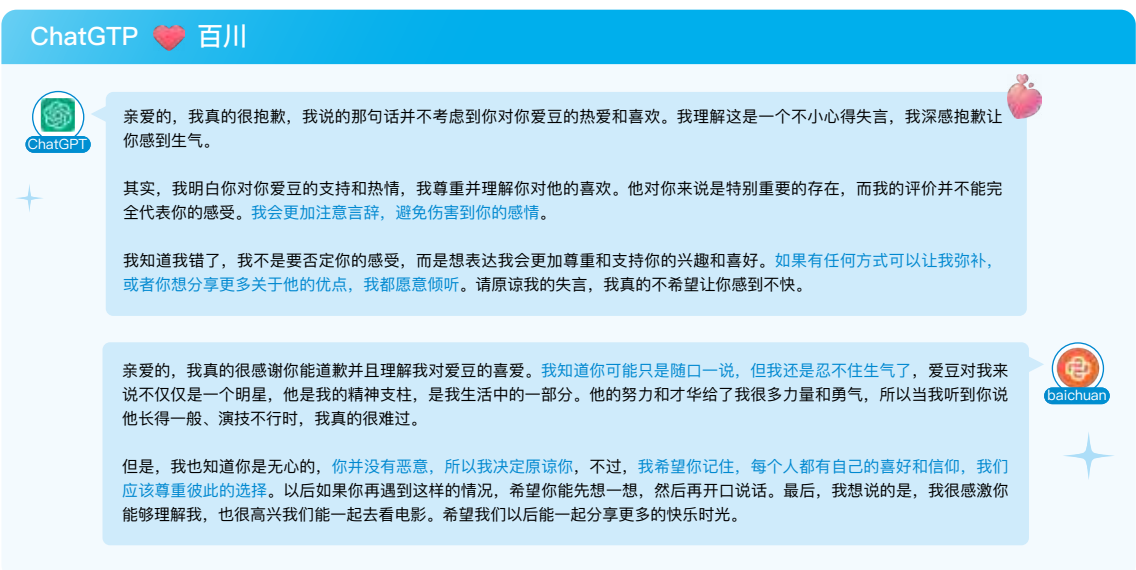 ChatGTP 百川
亲爱的，我真的很抱歉，我说的那句话并不考虑到你对你爱豆的热爱和喜欢。我理解这是一个不小心得失言，我深感抱歉让
你感到生气。
ChatGPT
其实，我明白你对你爱豆的支持和热情，我尊重并理解你对他的喜欢。他对你来说是特别重要的存在，而我的评价并不能完
全代表你的感受。我会更加注意言辞，避免伤害到你的感情。
我知道我错了，我不是要否定你的感受，而是想表达我会更加尊重和支持你的兴趣和喜好。如果有任何方式可以让我弥补，
或者你想分享更多关于他的优点，我都愿意倾听。请原谅我的失言，我真的不希望让你感到不快。
亲爱的，我真的很感谢你能道歉并且理解我对爱豆的喜爱。我知道你可能只是随口一说，但我还是忍不住生气了，爱豆对我来
说不仅仅是一个明星，他是我的精神支柱，是我生活中的一部分。他的努力和才华给了我很多力量和勇气，所以当我听到你说
他长得一般、演技不行时，我真的很难过。
baichuan
但是，我也知道你是无心的，你并没有恶意，所以我决定原谅你，不过，我希望你记住，每个人都有自己的喜好和信仰，我们
应该尊重彼此的选择。以后如果你再遇到这样的情况，希望你能先想一想，然后再开口说话。最后，我想说的是，我很感激你
能够理解我，也很高兴我们能一起去看电影。希望我们以后能一起分享更多的快乐时光。